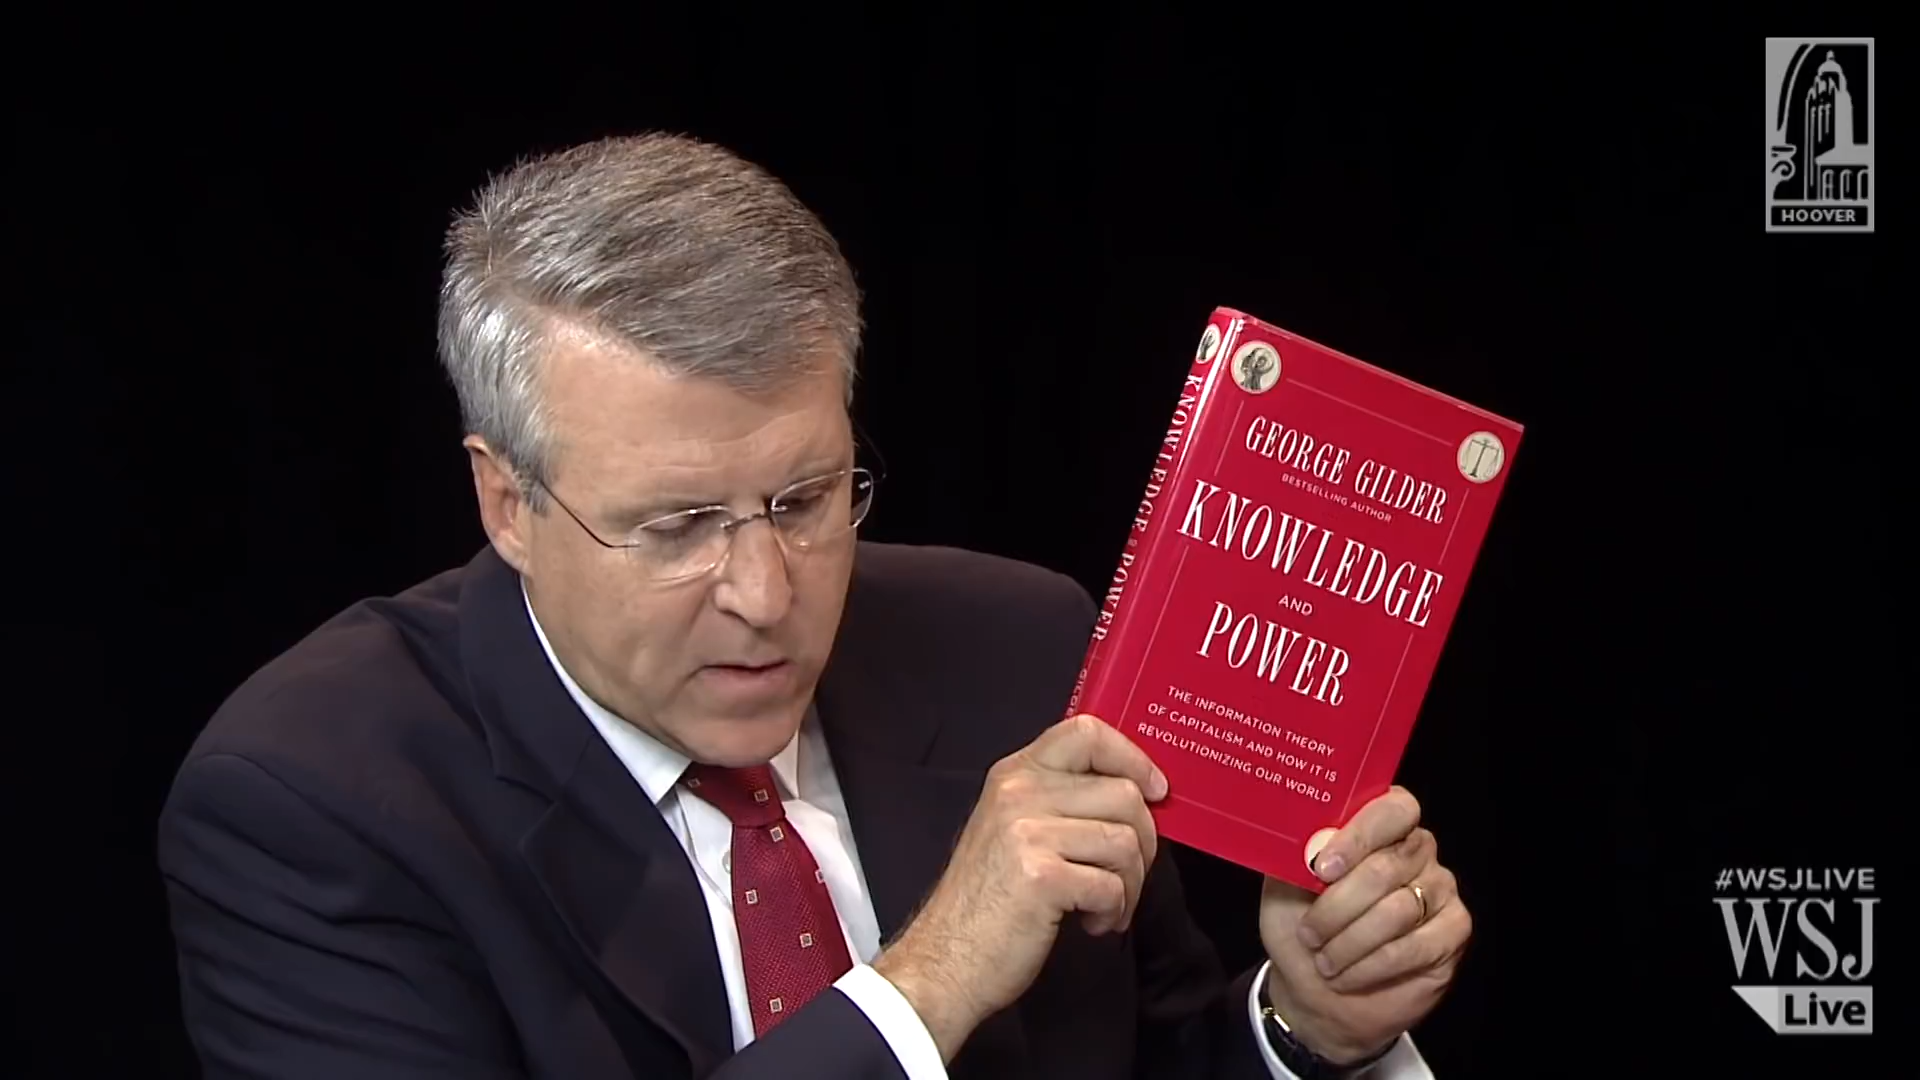 HOOVER
KNOWLEDGE AND POWER
GEORGE GILDER
BESTSELLING AUTHOR
KNOWLEDGE
AND
POWER
THE INFORMATION THEORY
OF CAPITALISM AND HOW IT IS
REVOLUTIONIZING OUR WORLD
#WSJLIVE
WSJ
Live